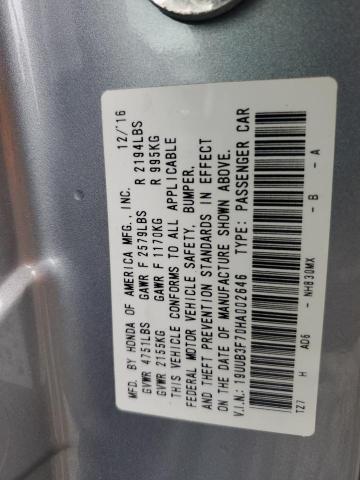 MFD. BY HONDA OF AMERICA MFG., INC. 12/'16
GVWR 4751LBS GAWR F 2579LBS R 2194LBS
GVWR 2155KG GAWR F 1170KG R 995KG
THIS VEHICLE CONFORMS TO ALL APPLICABLE
FEDERAL MOTOR VEHICLE SAFETY, BUMPER,
AND THEFT PREVENTION STANDARDS IN EFFECT
ON THE DATE OF MANUFACTURE SHOWN ABOVE.
V.I.N.: 19UUB3F70HA002646 TYPE: PASSENGER CAR
TZ7 H AD6 - NH830MX - B - A